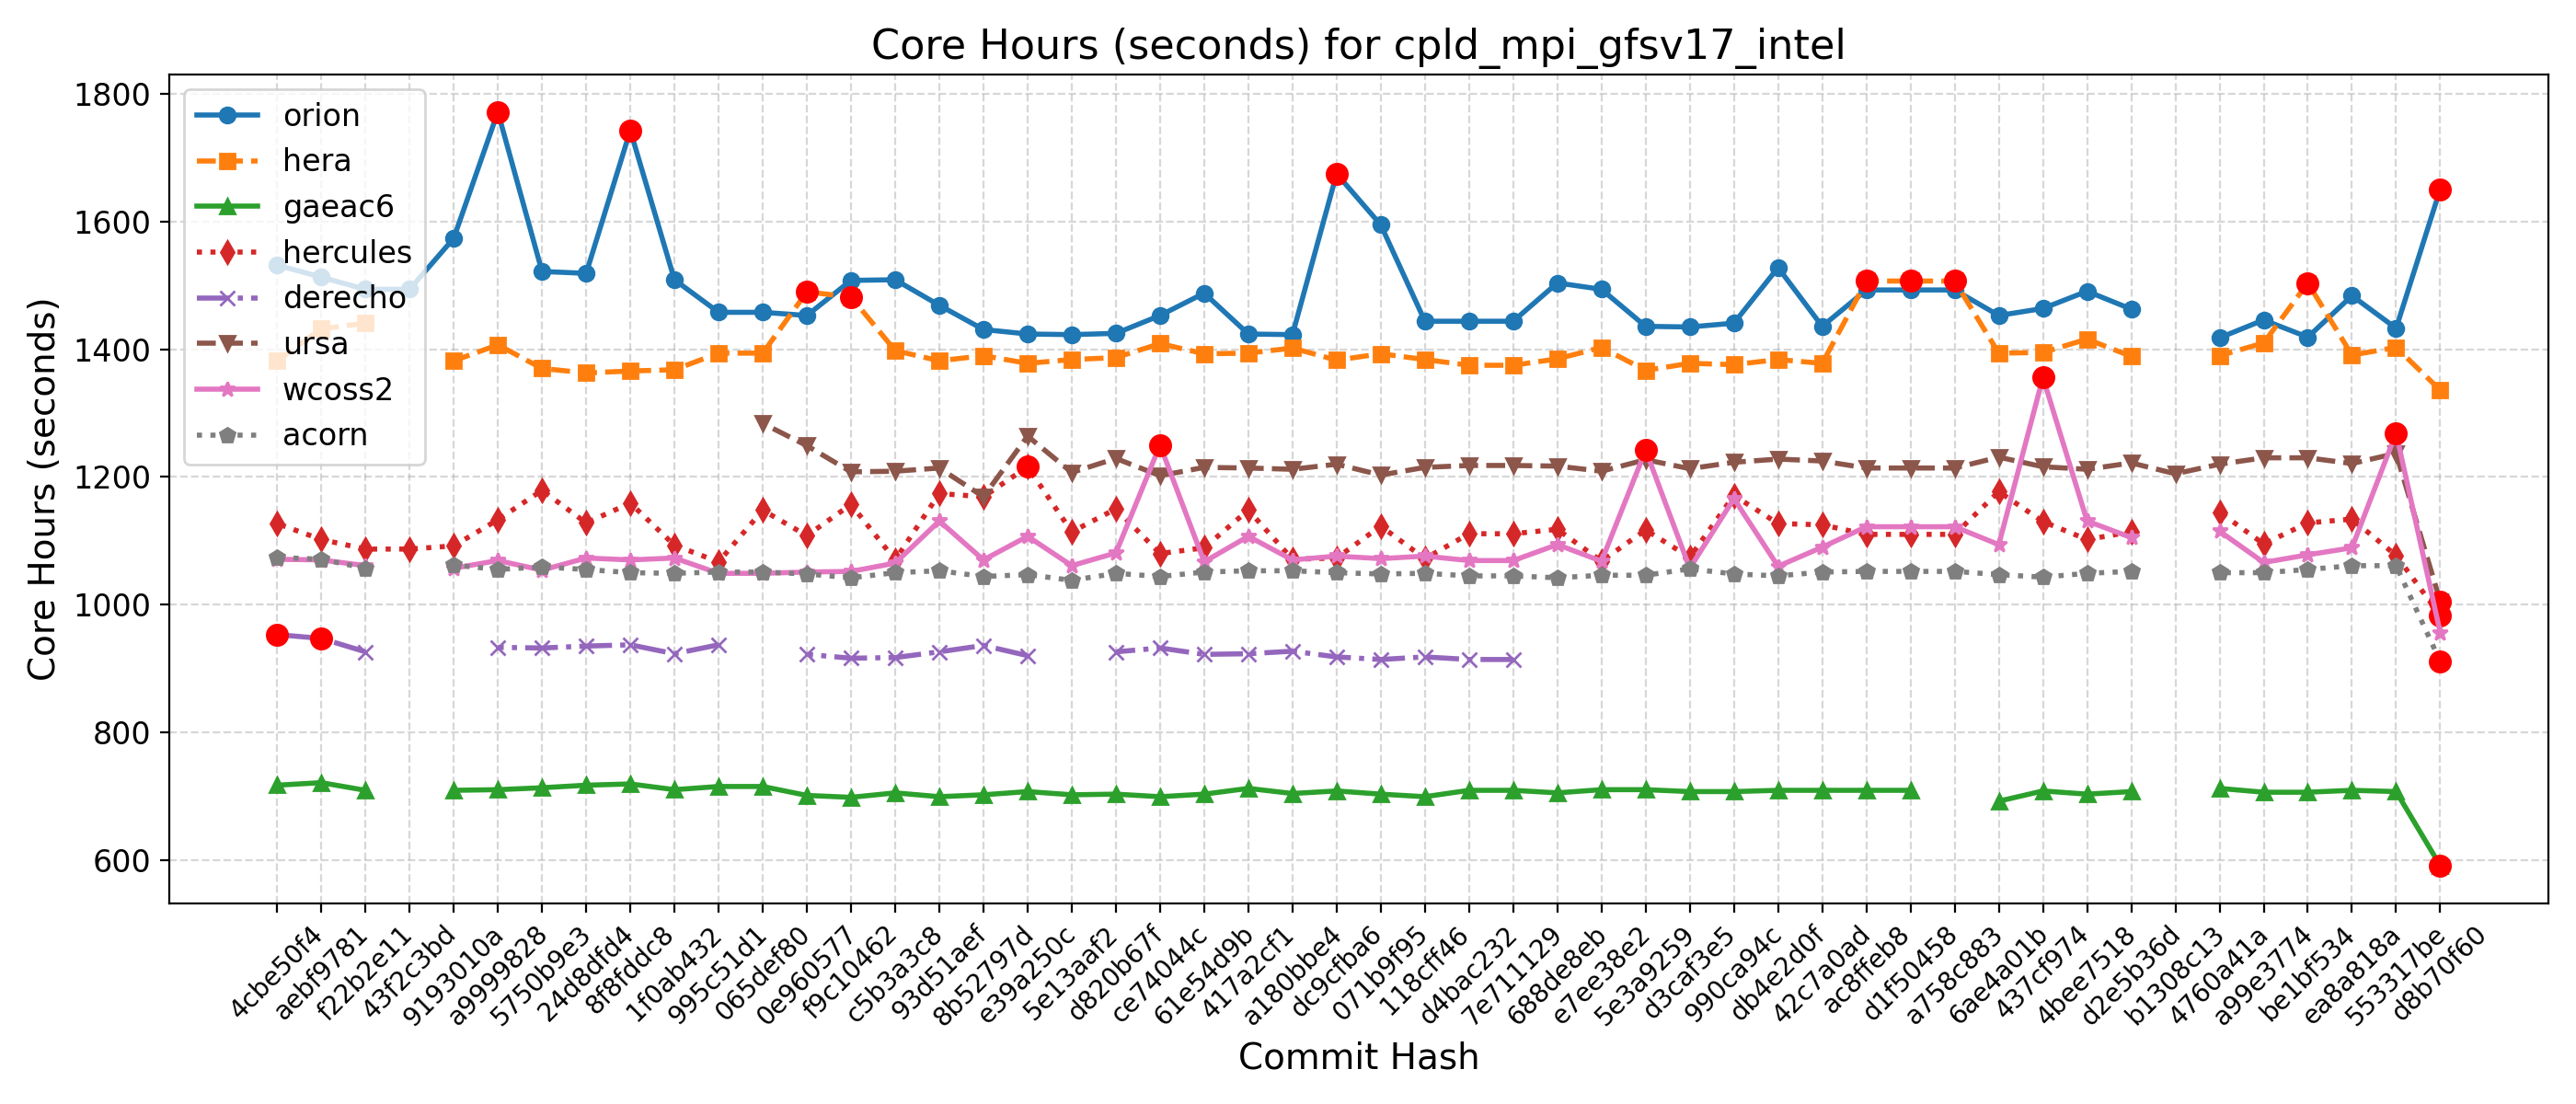 Core Hours (seconds) for cpld_mpi_gfsv17_intel
Core Hours (seconds)
1800
1600
1400
1200
1000
800
600
orion
hera
gaeac6
hercules
derecho
ursa
wcoss2
acorn
4cbe50f4
aebf9781
f22b2e11
43f2c3bd
9193010a
a9999828
5750b9e3
24d8dfd4
8f8fddc8
1f0ab432
995c51d1
065def80
0e960577
f9c10462
c5b3a3c8
93d51aef
8b52797d
e39a250c
5e13aaf2
d820b67f
ce74044c
61e54d9b
417a2cf1
a180bbe4
dc9cfba6
071b9f95
118cff46
d4bac232
7e711129
688de8eb
e7ee38e2
5e3a9259
d3caf3e5
990ca94c
db4e2d0f
42c7a0ad
ac8ffeb8
d1f50458
a758c883
6ae4a01b
437cf974
4bee7518
d2e5b36d
b1308c13
4760a41a
a99e3774
be1bf534
ea8a818a
553317be
d8b70f60
Commit Hash